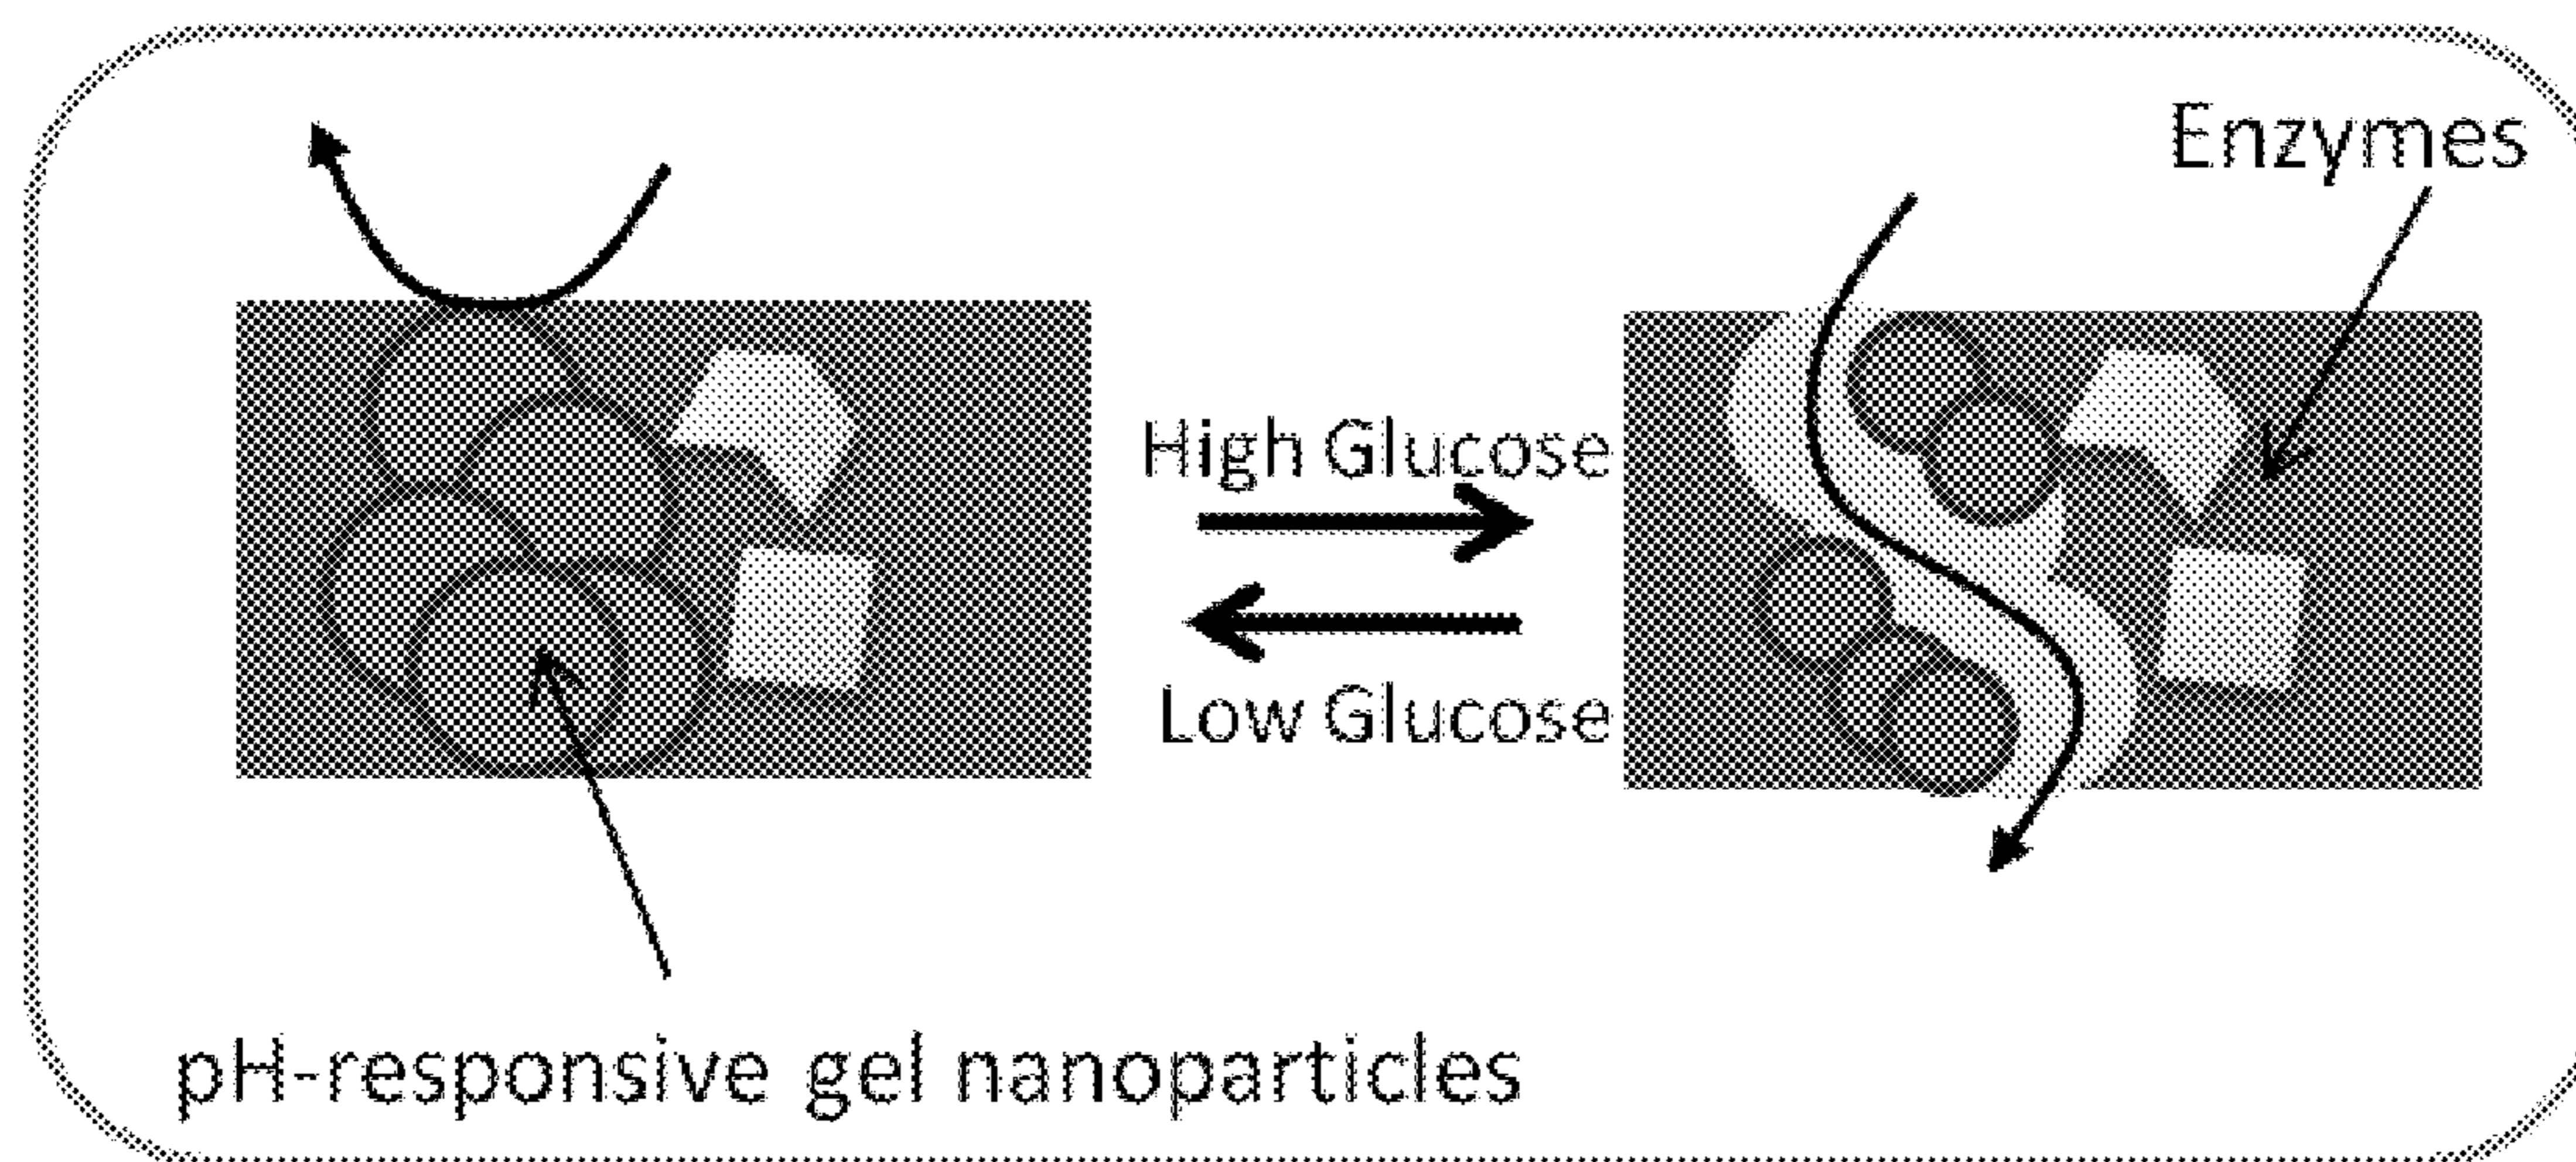 Enzymes
High Glucose
Low Glucose
pH-responsive gel nanoparticles